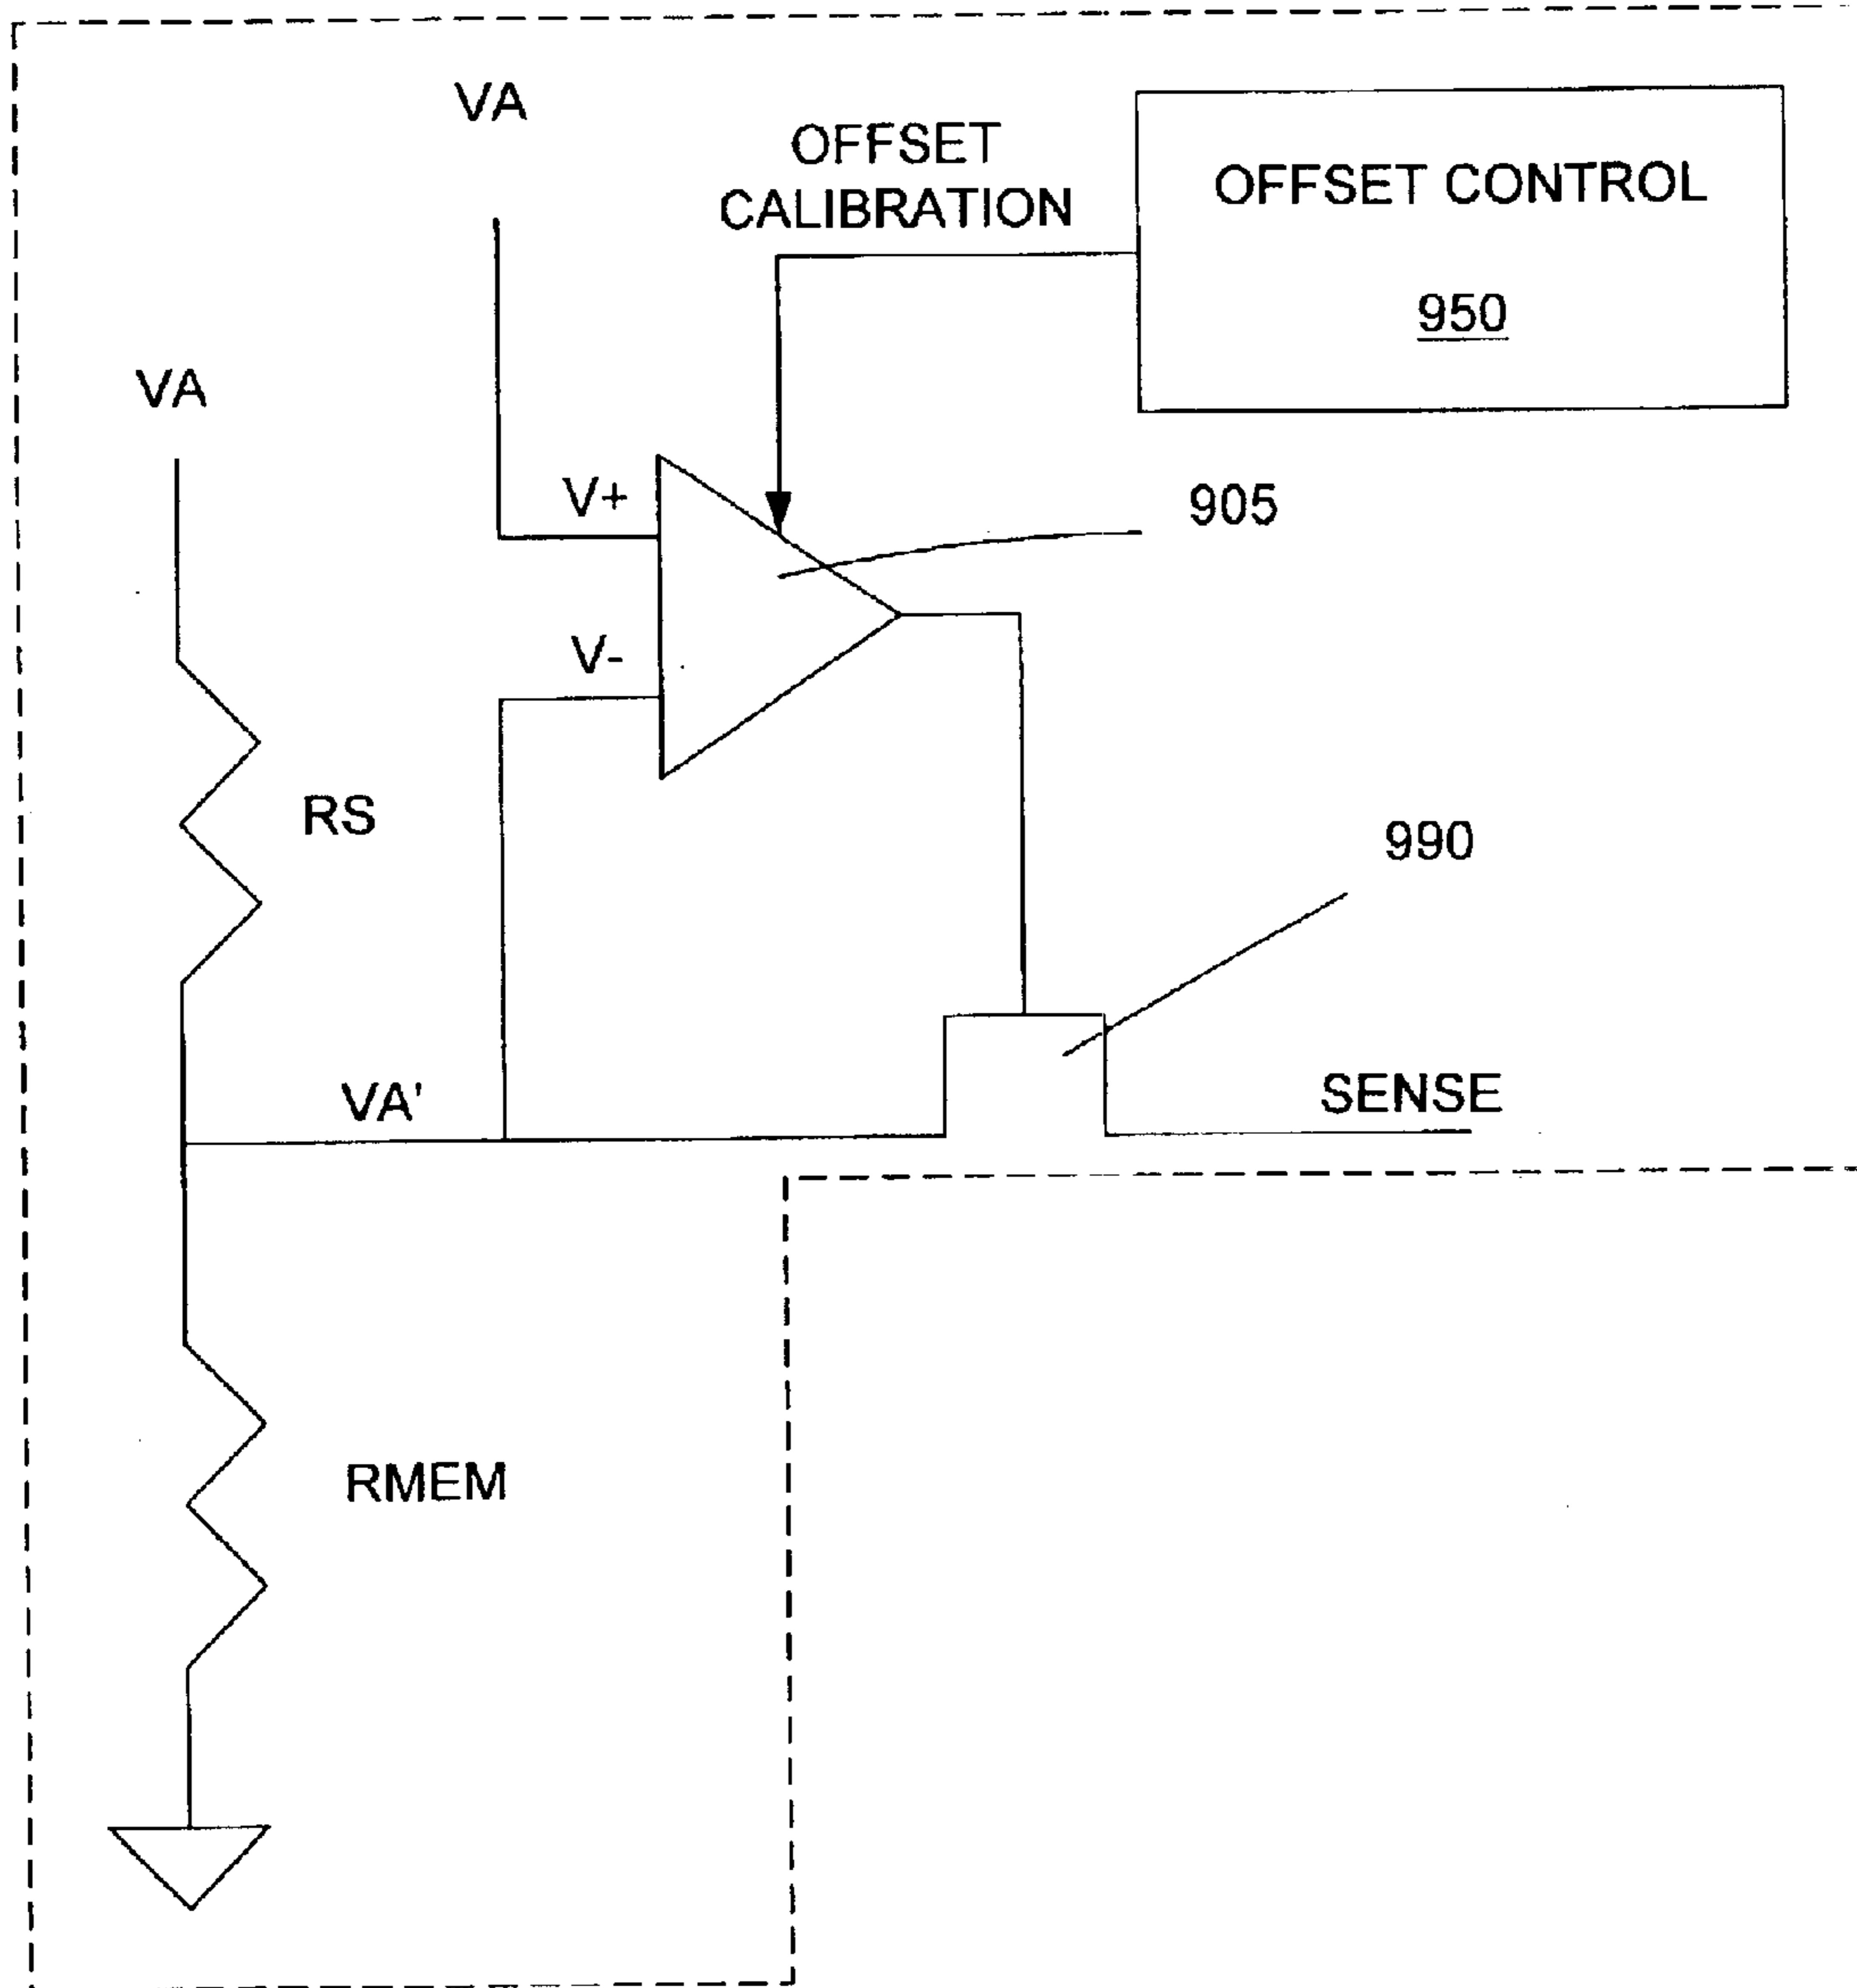 VA
OFFSET
CALIBRATION
OFFSET CONTROL
950
VA
V+
905
V-
RS
990
VA'
SENSE
RMEM